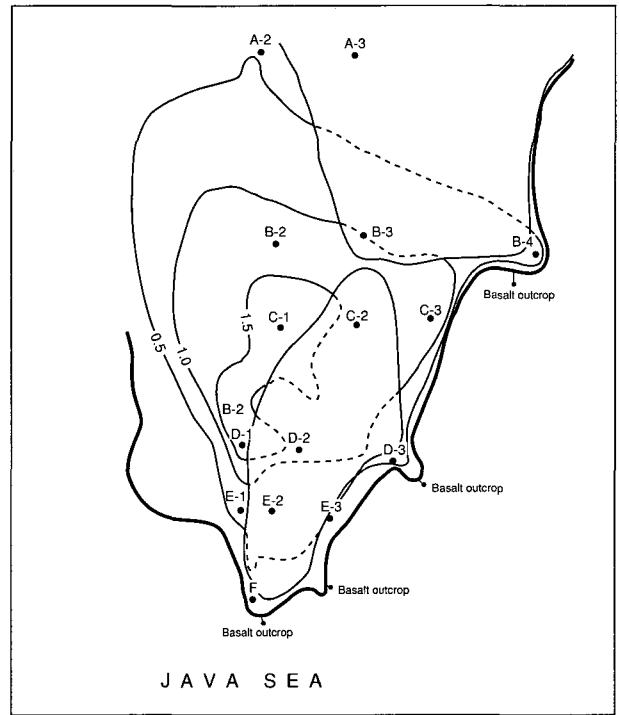 A-2
A-3
B-2
B-3
B-4
Basalt outcrop
C-1
C-2
C-3
0.5
1.0
1.5
B-2
D-1
D-2
D-3
Basalt outcrop
E-1
E-2
E-3
F
Basalt outcrop
Basalt outcrop
JAVA SEA